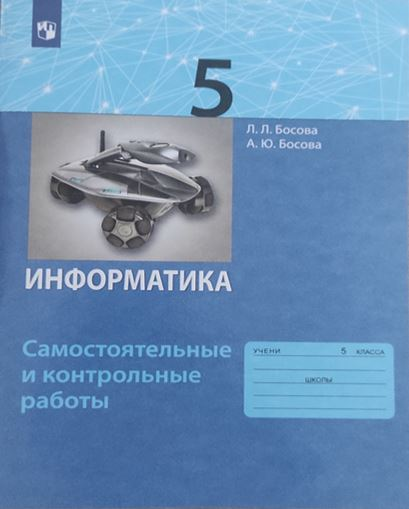 5
Л. Л. Босова
А. Ю. Босова
ИНФОРМАТИКА
Самостоятельные
и контрольные
работы
УЧЕНИ 5 КЛАССА
ШКОЛЫ